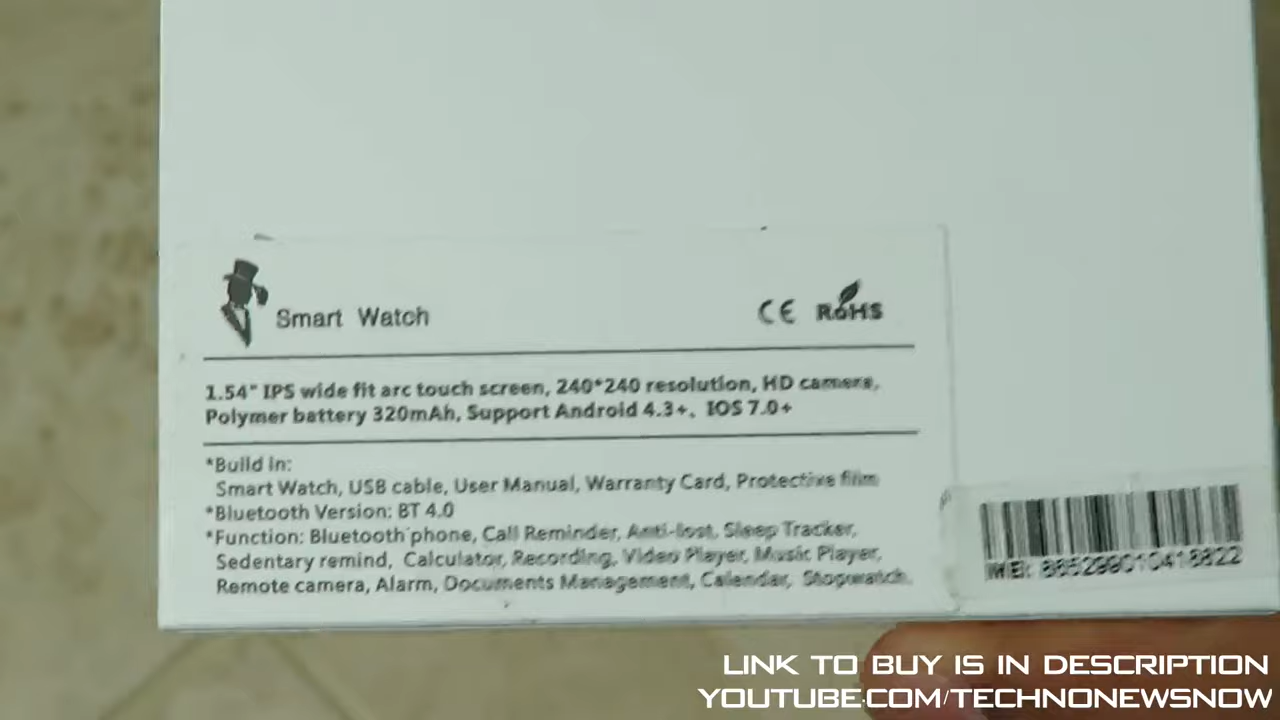 Smart Watch
CE RoHS
1.54" IPS wide fit arc touch screen, 240*240 resolution, HD camera,
Polymer battery 320mAh, Support Android 4.3+、IOS 7.0+
*Build in:
Smart Watch, USB cable, User Manual, Warranty Card, Protective film
*Bluetooth Version: BT 4.0
*Function: Bluetooth phone, Call Reminder, Anti-lost, Sleep Tracker,
Sedentary remind, Calculator, Recording, Video Player, Music Player,
Remote camera, Alarm, Documents Management, Calendar, Stopwatch.
IMEI:
LINK TO BUY IS IN DESCRIPTION
YOUTUBE.COM/TECHNONEWSNOW